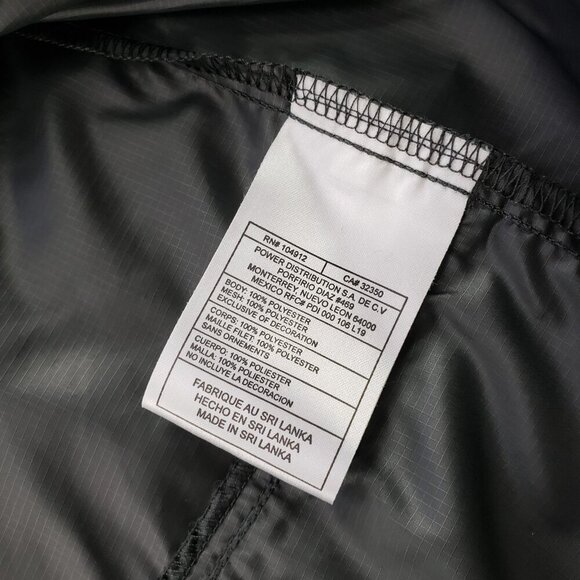 RN# 104912 CA# 32350
POWER DISTRIBUTION S.A. DE C.V
PORFIRIO DIAZ #469
MONTERREY, NUEVO LEON 64000
MEXICO RFC# PDI 000 106 L19
BODY: 100% POLYESTER
MESH: 100% POLYESTER
EXCLUSIVE OF DECORATION
CORPS: 100% POLYESTER
MAILLE FILET: 100% POLYESTER
SANS ORNEMENTS
CUERPO: 100% POLIESTER
MALLA: 100% POLIESTER
NO INCLUYE LA DECORACION
FABRIQUE AU SRI LANKA
HECHO EN SRI LANKA
MADE IN SRI LANKA